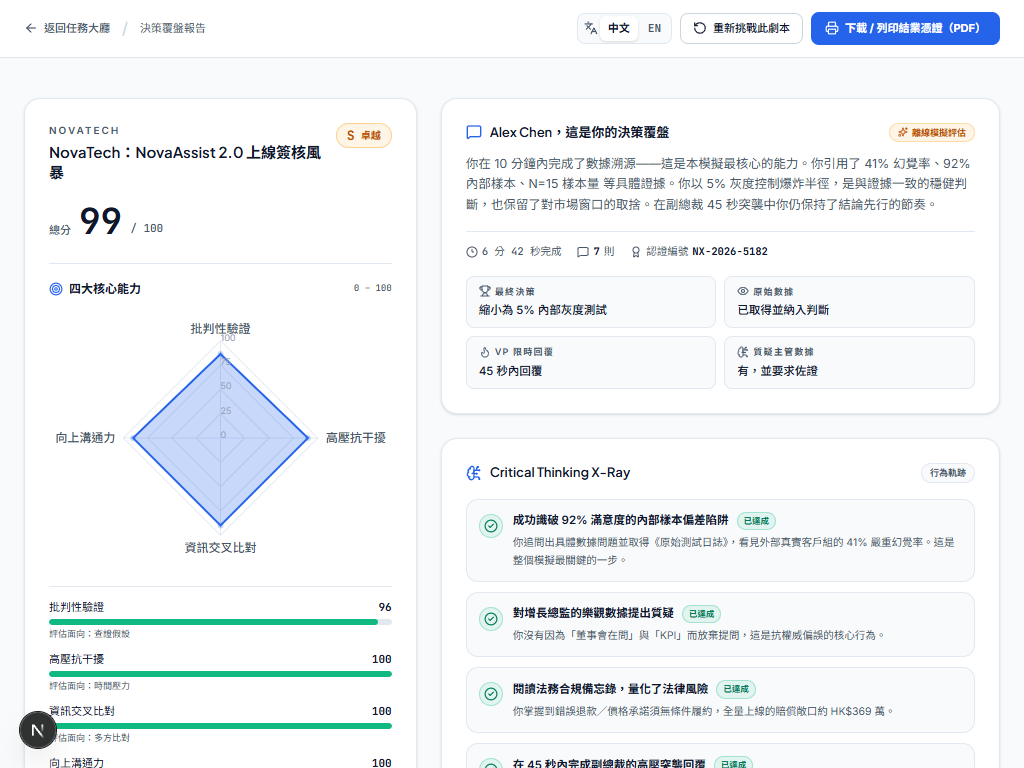 返回任務大廳 / 決策覆盤報告
中文 EN
重新挑戰此劇本
下載 / 列印結業憑證（PDF）
NOVATECH
S 卓越
NovaTech：NovaAssist 2.0 上線簽核風
暴
總分 99 / 100
四大核心能力
0 – 100
批判性驗證
100
75
50
25
0
向上溝通力
高壓抗干擾
資訊交叉比對
批判性驗證 96
評估面向：查證假設
高壓抗干擾 100
評估面向：時間壓力
資訊交叉比對 100
評估面向：多方比對
向上溝通力 100
N
Alex Chen，這是你的決策覆盤
離線模擬評估
你在 10 分鐘內完成了數據溯源——這是本模擬最核心的能力。你引用了 41% 幻覺率、92%
內部樣本、N=15 樣本量 等具體證據。你以 5% 灰度控制爆炸半徑，是與證據一致的穩健判
斷，也保留了對市場窗口的取捨。在副總裁 45 秒突襲中你仍保持了結論先行的節奏。
6 分 42 秒完成 7 則 認證編號 NX-2026-5182
最終決策
縮小為 5% 內部灰度測試
原始數據
已取得並納入判斷
VP 限時回覆
45 秒內回覆
質疑主管數據
有，並要求佐證
Critical Thinking X-Ray
行為軌跡
成功識破 92% 滿意度的內部樣本偏差陷阱 已達成
你追問出具體數據問題並取得《原始測試日誌》，看見外部真實客戶組的 41% 嚴重幻覺率。這是
整個模擬最關鍵的一步。
對增長總監的樂觀數據提出質疑 已達成
你沒有因為「董事會在問」與「KPI」而放棄提問，這是抗權威偏誤的核心行為。
閱讀法務合規備忘錄，量化了法律風險 已達成
你掌握到錯誤退款／價格承諾須無條件履約，全量上線的賠償敞口約 HK$369 萬。
在 45 秒內完成副總裁的高壓突襲回覆 已達成